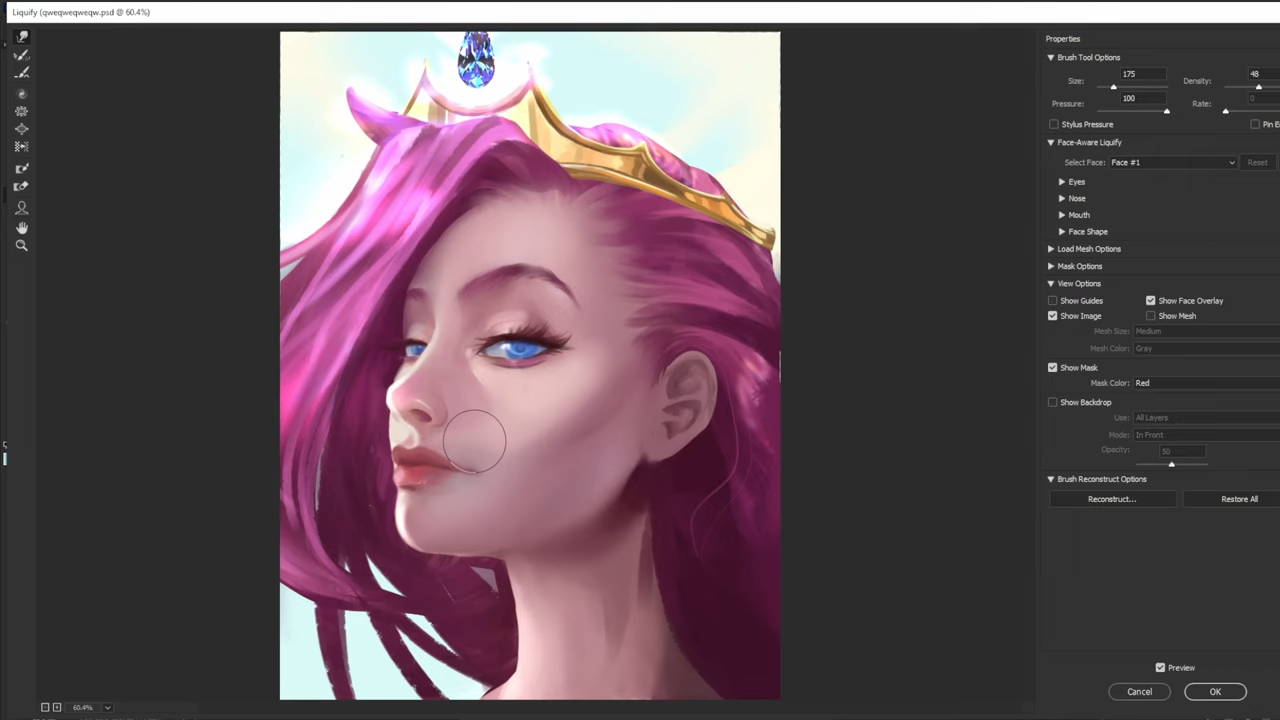 Liquify (qweqweqweqw.psd @ 60.4%)
Properties
Brush Tool Options
Size: 175 Density: 48
Pressure: 100 Rate: 0
Stylus Pressure Pin E
Face-Aware Liquify
Select Face: Face #1 Reset
Eyes
Nose
Mouth
Face Shape
Load Mesh Options
Mask Options
View Options
Show Guides Show Face Overlay
Show Image Show Mesh
Mesh Size: Medium
Mesh Color: Gray
Show Mask
Mask Color: Red
Show Backdrop
Use: All Layers
Mode: In Front
Opacity: 50
Brush Reconstruct Options
Reconstruct... Restore All
Preview
Cancel OK
60.4%